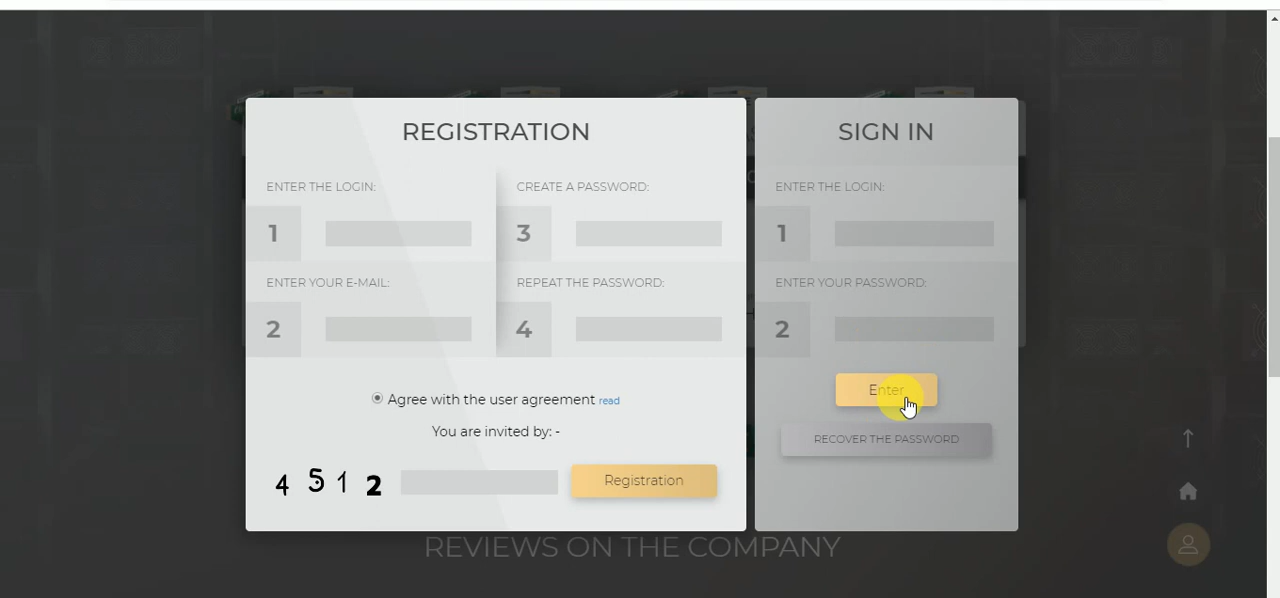 REGISTRATION
ENTER THE LOGIN:
1
ENTER YOUR E-MAIL:
2
CREATE A PASSWORD:
3
REPEAT THE PASSWORD:
4
Agree with the user agreement read
You are invited by: -
4 5 1 2
Registration
SIGN IN
ENTER THE LOGIN:
1
ENTER YOUR PASSWORD:
2
Enter
RECOVER THE PASSWORD
REVIEWS ON THE COMPANY